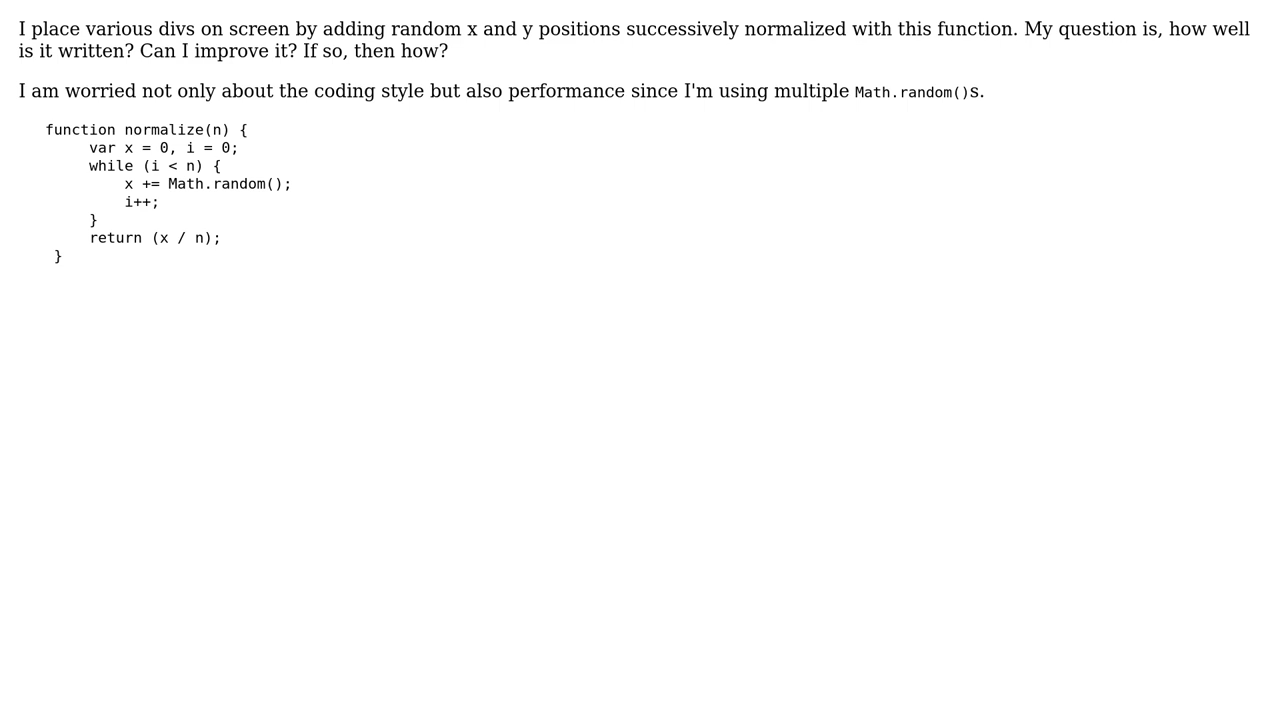 I place various divs on screen by adding random x and y positions successively normalized with this function. My question is, how well
is it written? Can I improve it? If so, then how?
I am worried not only about the coding style but also performance since I'm using multiple Math.random()s.
function normalize(n) {
     var x = 0, i = 0;
     while (i < n) {
         x += Math.random();
         i++;
     }
     return (x / n);
 }